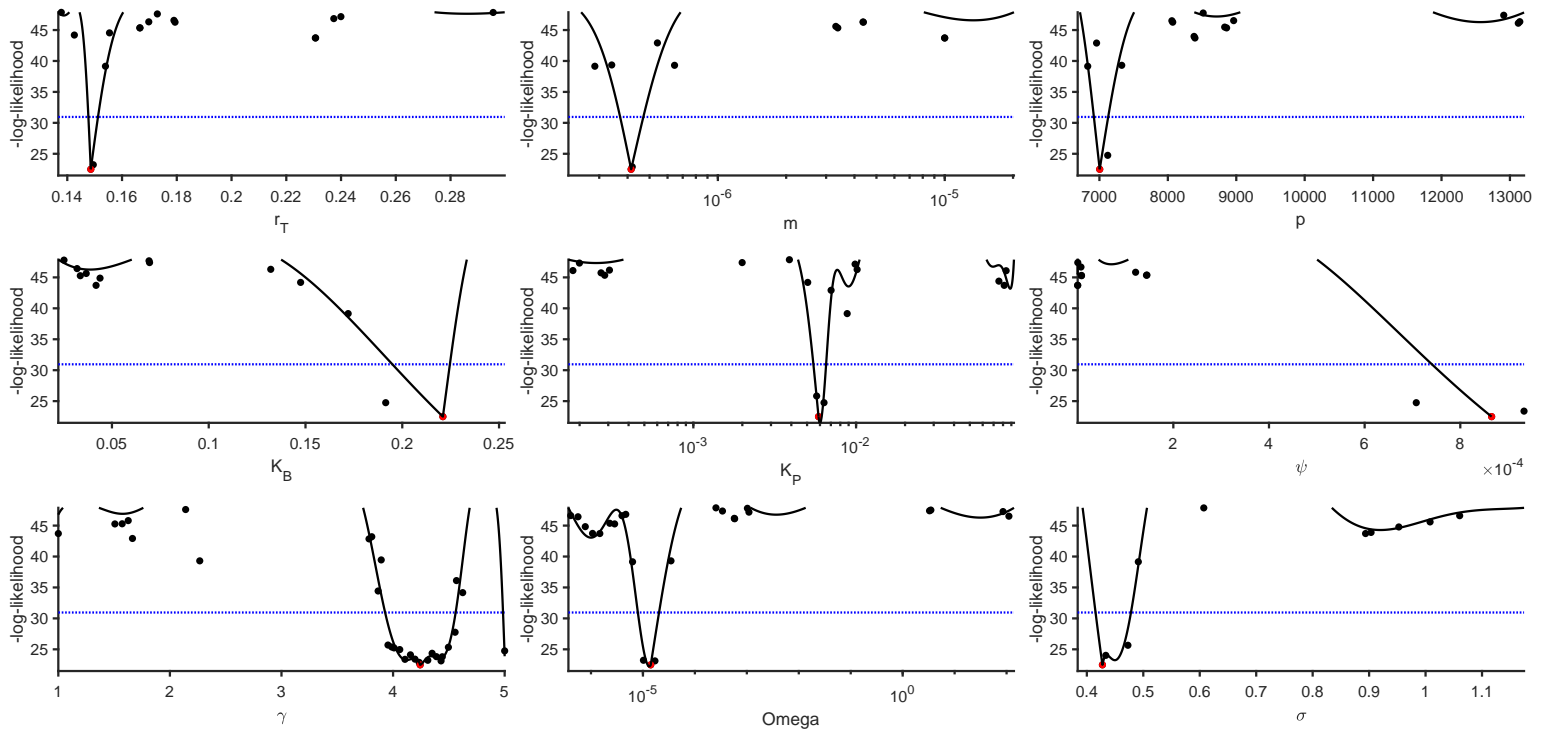 -log-likelihood
45
40
35
30
25
0.14 0.16 0.18 0.2 0.22 0.24 0.26 0.28
r_T
-log-likelihood
45
40
35
30
25
10^-6 10^-5
m
-log-likelihood
45
40
35
30
25
7000 8000 9000 10000 11000 12000 13000
p
-log-likelihood
45
40
35
30
25
0.05 0.1 0.15 0.2 0.25
K_B
-log-likelihood
45
40
35
30
25
10^-3 10^-2
K_P
-log-likelihood
45
40
35
30
25
2 4 6 8
×10^-4
ψ
-log-likelihood
45
40
35
30
25
1 2 3 4 5
γ
-log-likelihood
45
40
35
30
25
10^-5 10^0
Omega
-log-likelihood
45
40
35
30
25
0.4 0.5 0.6 0.7 0.8 0.9 1 1.1
σ